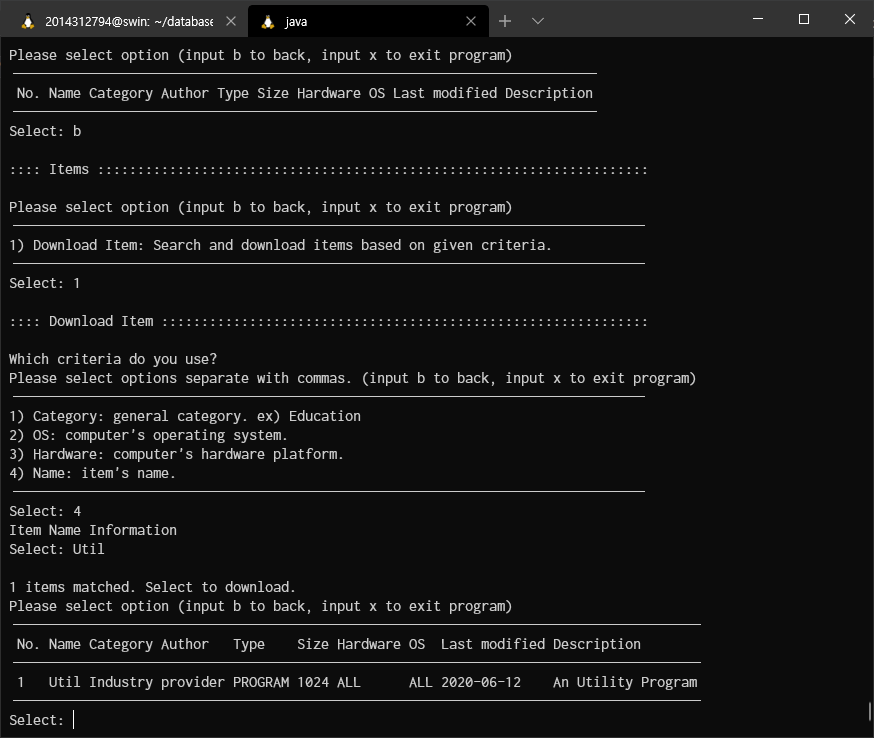 2014312794@swin: ~/database
java
Please select option (input b to back, input x to exit program)
No. Name Category Author Type Size Hardware OS Last modified Description
Select: b
:::: Items :::::::::::::::::::::::::::::::::::::::::::::::::::::::::::::::::::::
Please select option (input b to back, input x to exit program)
1) Download Item: Search and download items based on given criteria.
Select: 1
:::: Download Item :::::::::::::::::::::::::::::::::::::::::::::::::::::::::::::
Which criteria do you use?
Please select options separate with commas. (input b to back, input x to exit program)
1) Category: general category. ex) Education
2) OS: computer's operating system.
3) Hardware: computer's hardware platform.
4) Name: item's name.
Select: 4
Item Name Information
Select: Util
1 items matched. Select to download.
Please select option (input b to back, input x to exit program)
No. Name Category Author   Type    Size Hardware OS  Last modified Description
1   Util Industry provider PROGRAM 1024 ALL      ALL 2020-06-12    An Utility Program
Select: